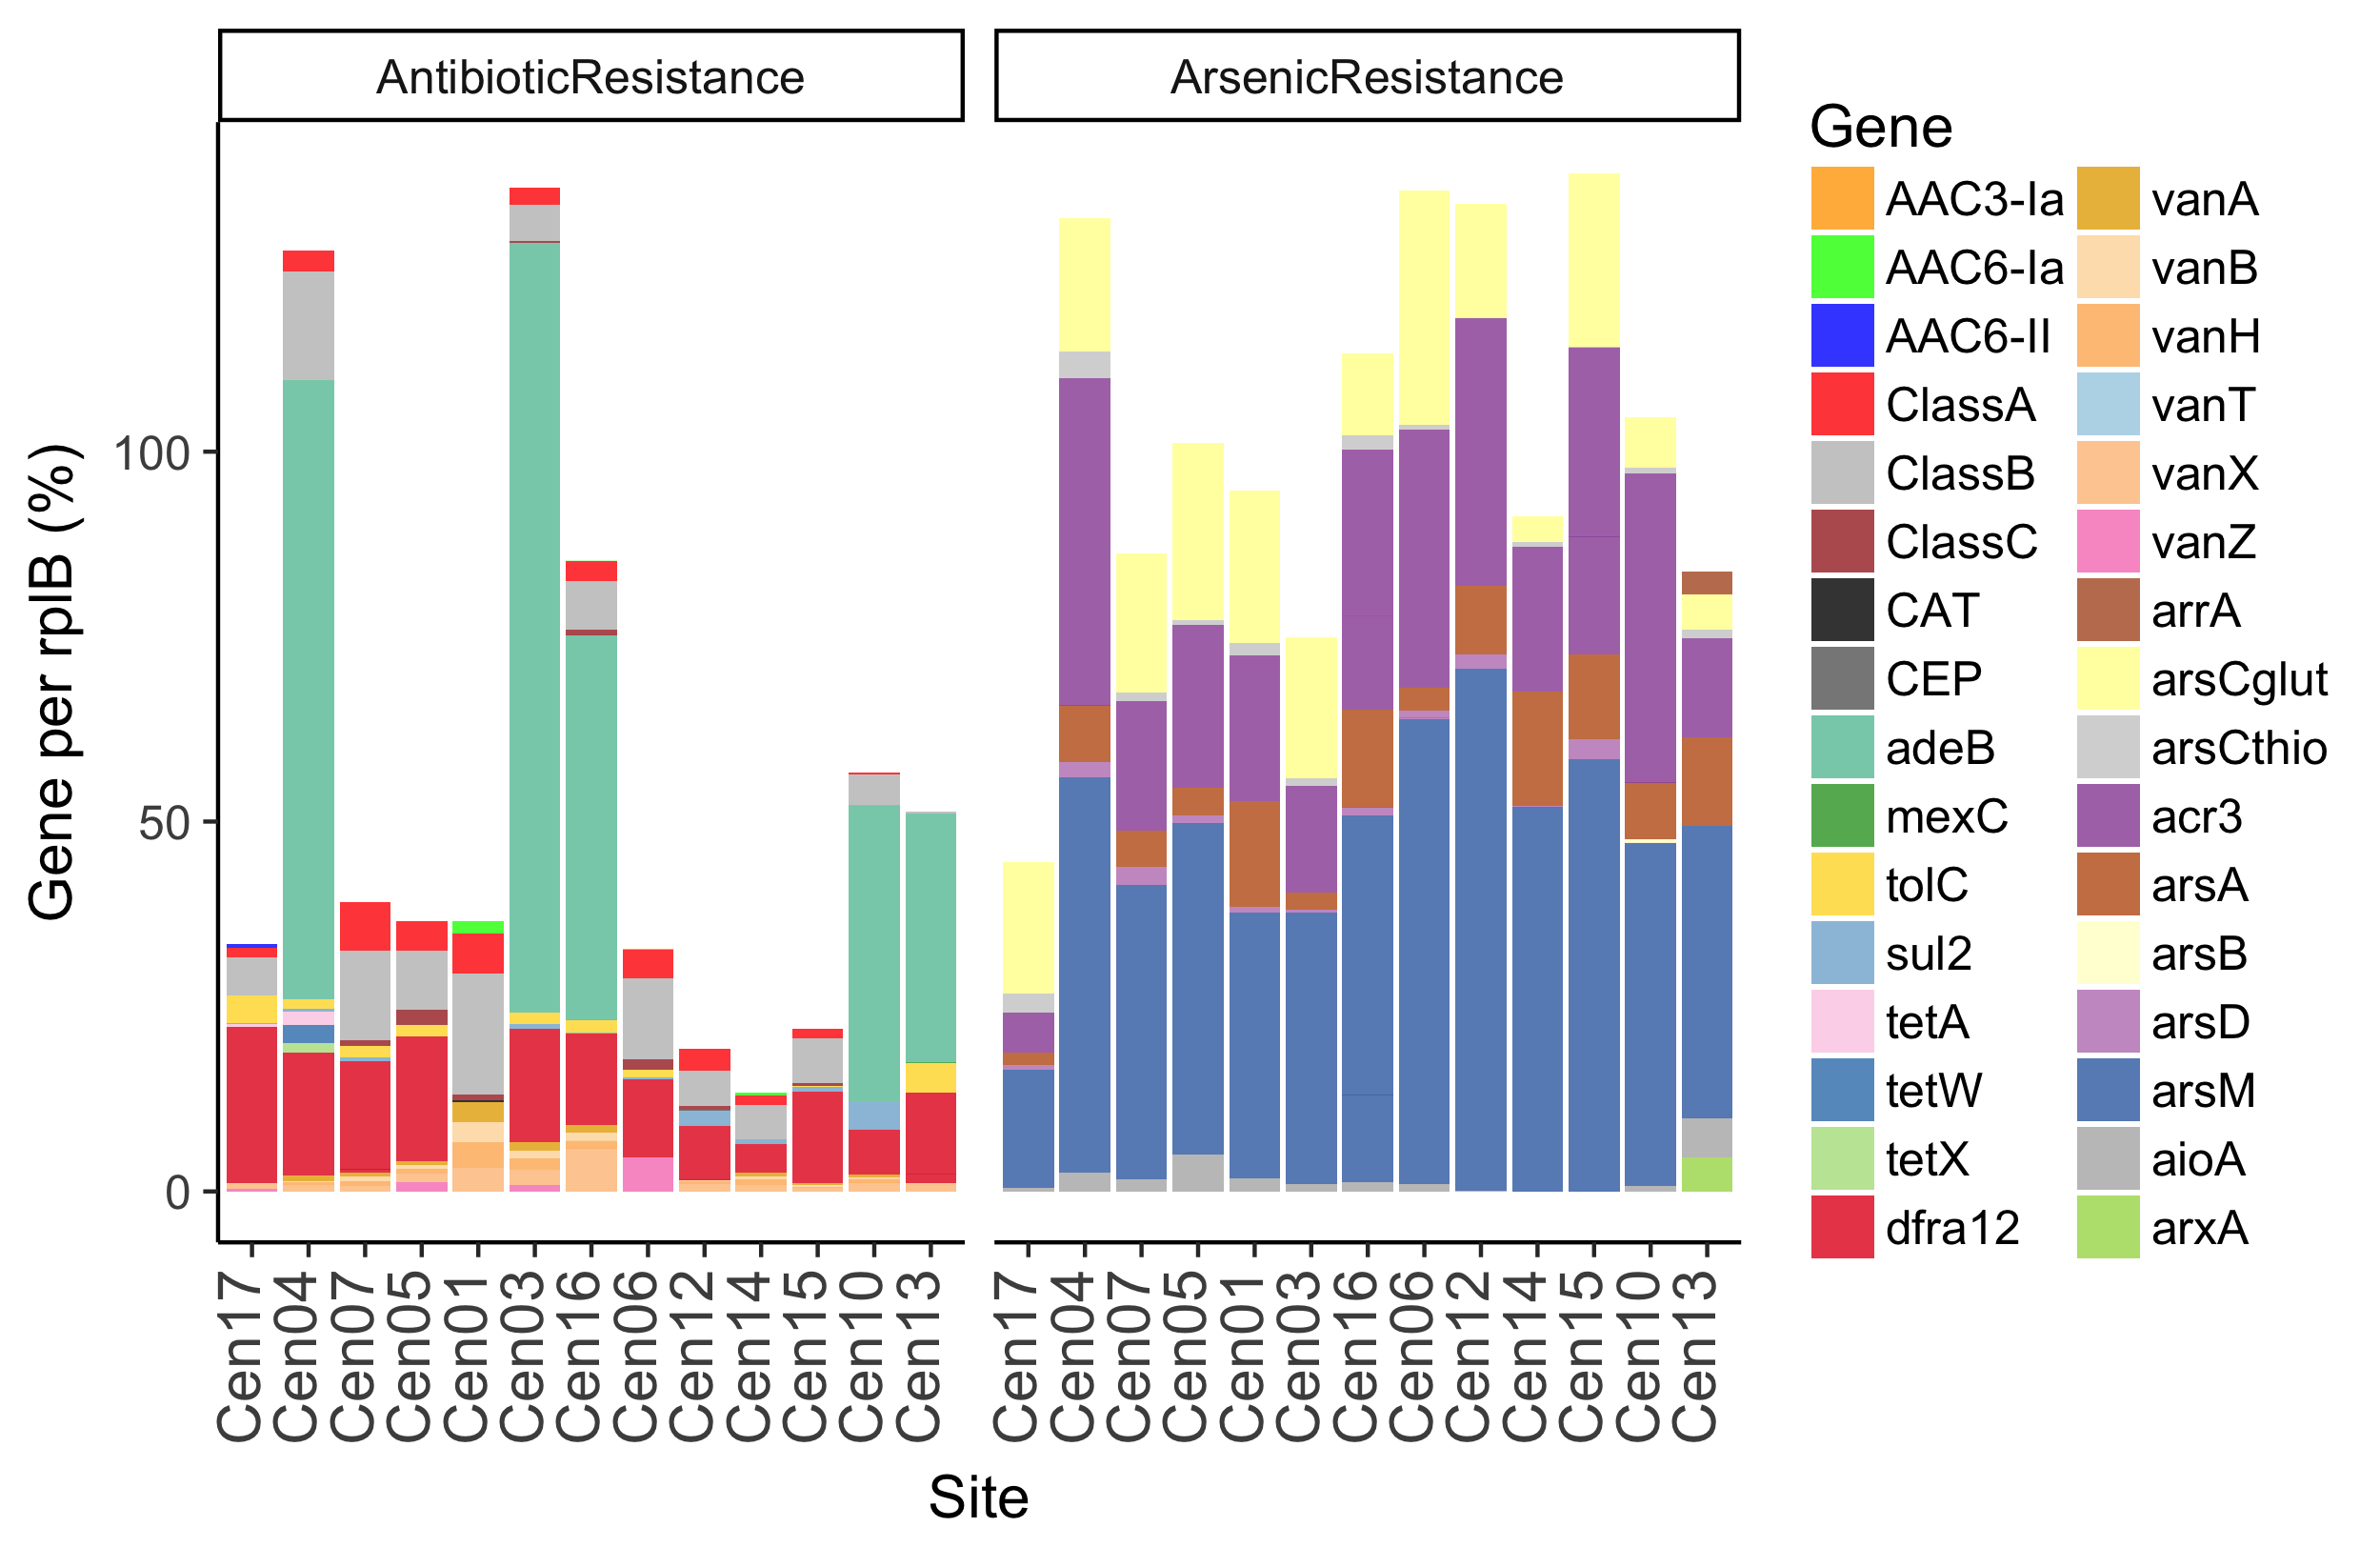 AntibioticResistance
ArsenicResistance
Gene per rplB (%)
100
50
0
Cen17
Cen04
Cen07
Cen05
Cen01
Cen03
Cen16
Cen06
Cen12
Cen14
Cen15
Cen10
Cen13
Cen17
Cen04
Cen07
Cen05
Cen01
Cen03
Cen16
Cen06
Cen12
Cen14
Cen15
Cen10
Cen13
Site
Gene
AAC3-Ia
AAC6-Ia
AAC6-II
ClassA
ClassB
ClassC
CAT
CEP
adeB
mexC
tolC
sul2
tetA
tetW
tetX
dfra12
vanA
vanB
vanH
vanT
vanX
vanZ
arrA
arsCglut
arsCthio
acr3
arsA
arsB
arsD
arsM
aioA
arxA